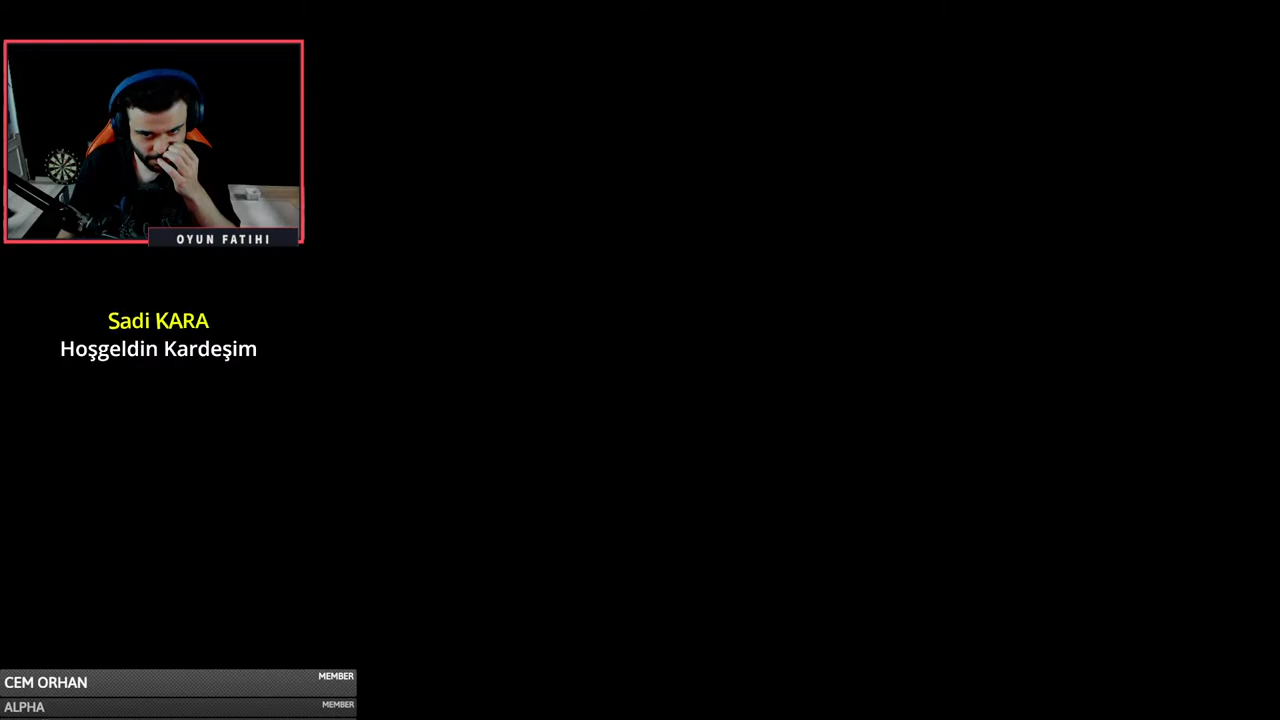 OYUN FATIHI
Sadi KARA
Hoşgeldin Kardeşim
CEM ORHAN
MEMBER
ALPHA
MEMBER